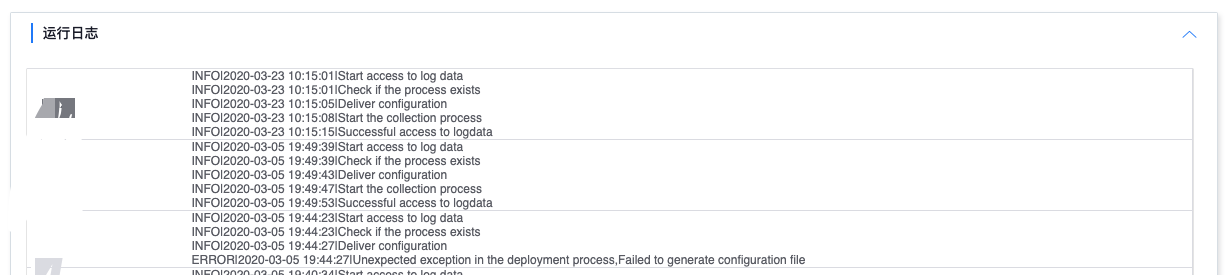 运行日志
INFO|2020-03-23 10:15:01|Start access to log data
INFO|2020-03-23 10:15:01|Check if the process exists
INFO|2020-03-23 10:15:05|Deliver configuration
INFO|2020-03-23 10:15:08|Start the collection process
INFO|2020-03-23 10:15:15|Successful access to logdata
INFO|2020-03-05 19:49:39|Start access to log data
INFO|2020-03-05 19:49:39|Check if the process exists
INFO|2020-03-05 19:49:43|Deliver configuration
INFO|2020-03-05 19:49:47|Start the collection process
INFO|2020-03-05 19:49:53|Successful access to logdata
INFO|2020-03-05 19:44:23|Start access to log data
INFO|2020-03-05 19:44:23|Check if the process exists
INFO|2020-03-05 19:44:27|Deliver configuration
ERROR|2020-03-05 19:44:27|Unexpected exception in the deployment process,Failed to generate configuration file
INFO|2020-03-05 19:40:34|Start access to log data